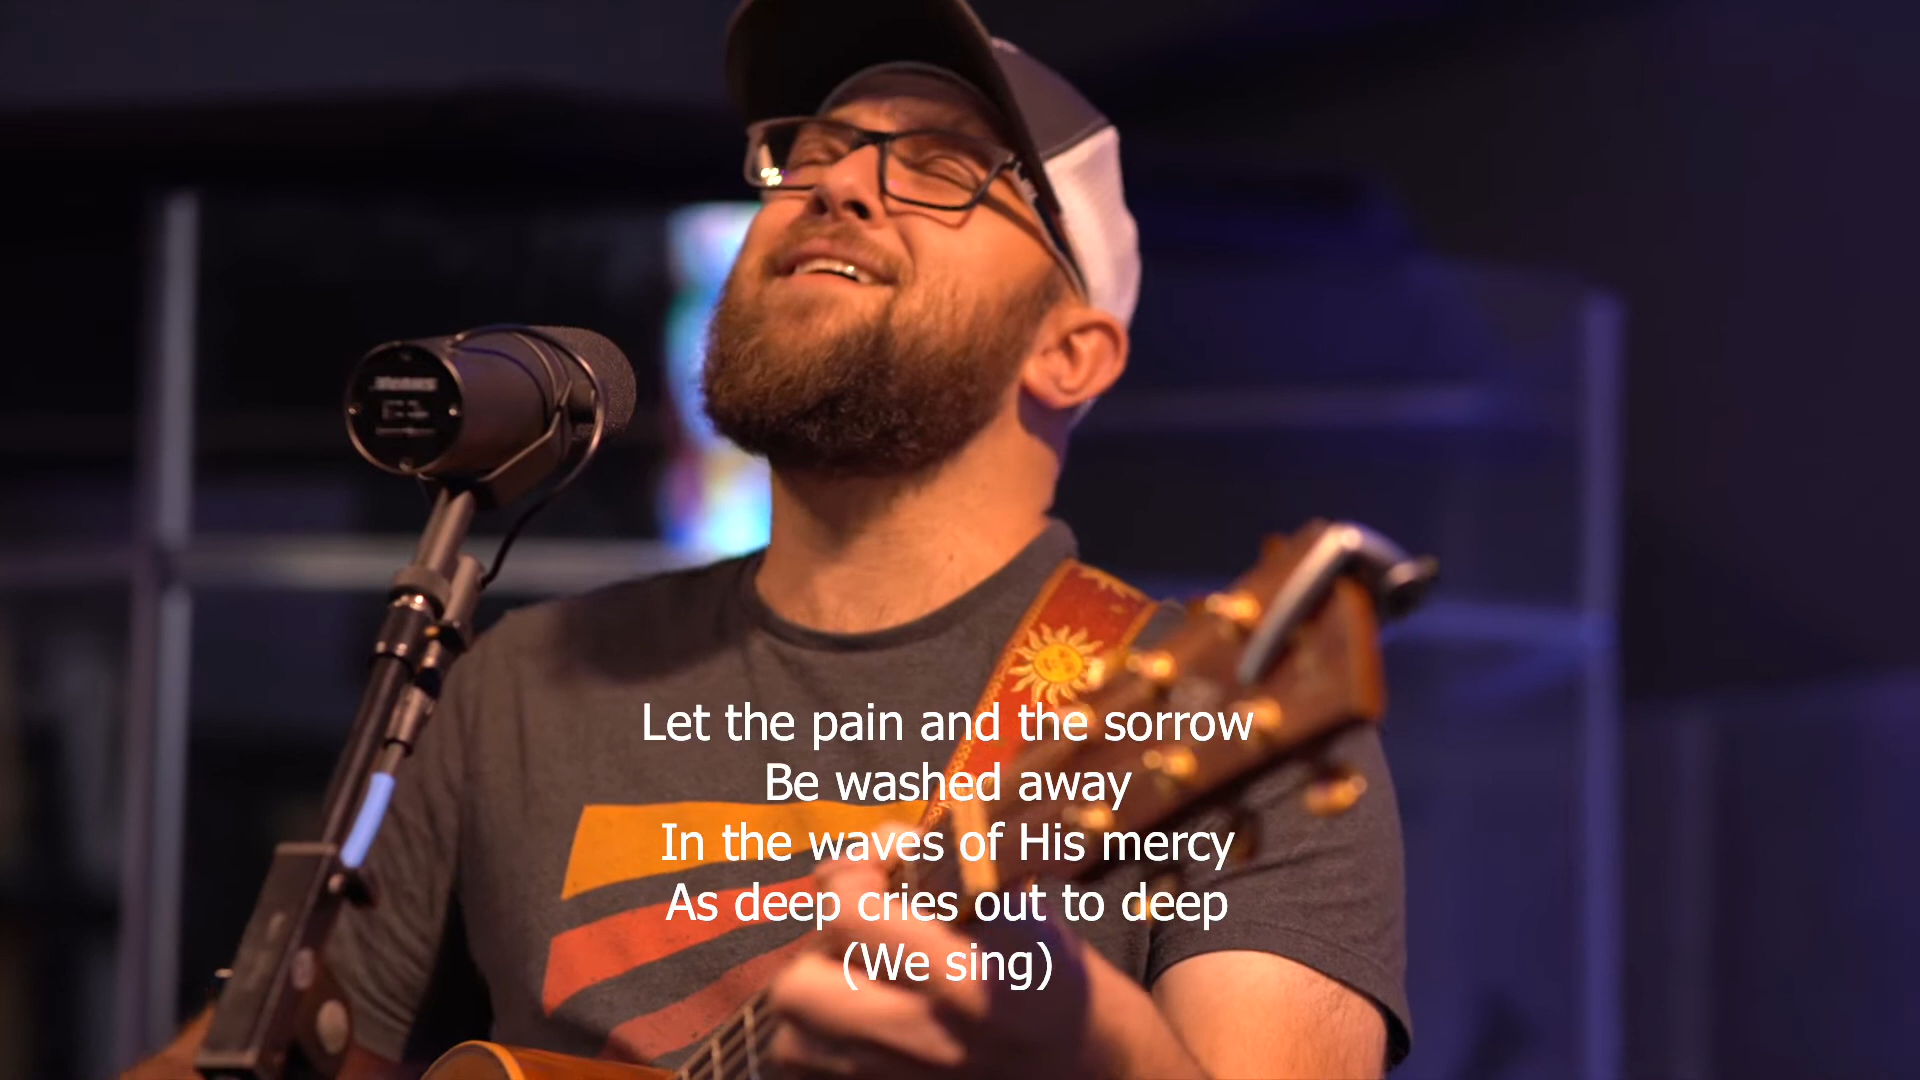 Let the pain and the sorrow
Be washed away
In the waves of His mercy
As deep cries out to deep
(We sing)